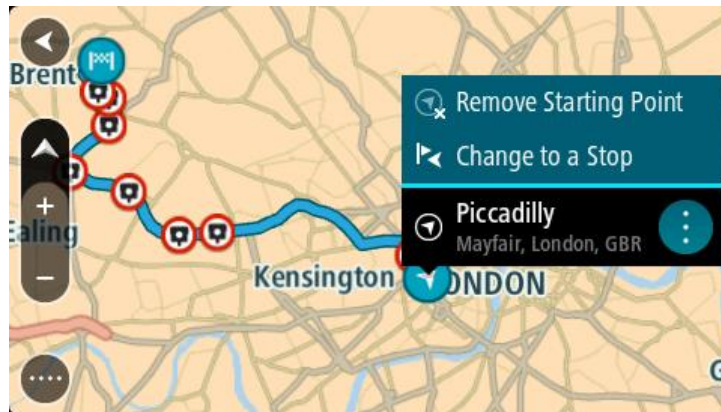 Brent
Remove Starting Point
Change to a Stop
Piccadilly
Mayfair, London, GBR
Ealing
Kensington
ONDON
G